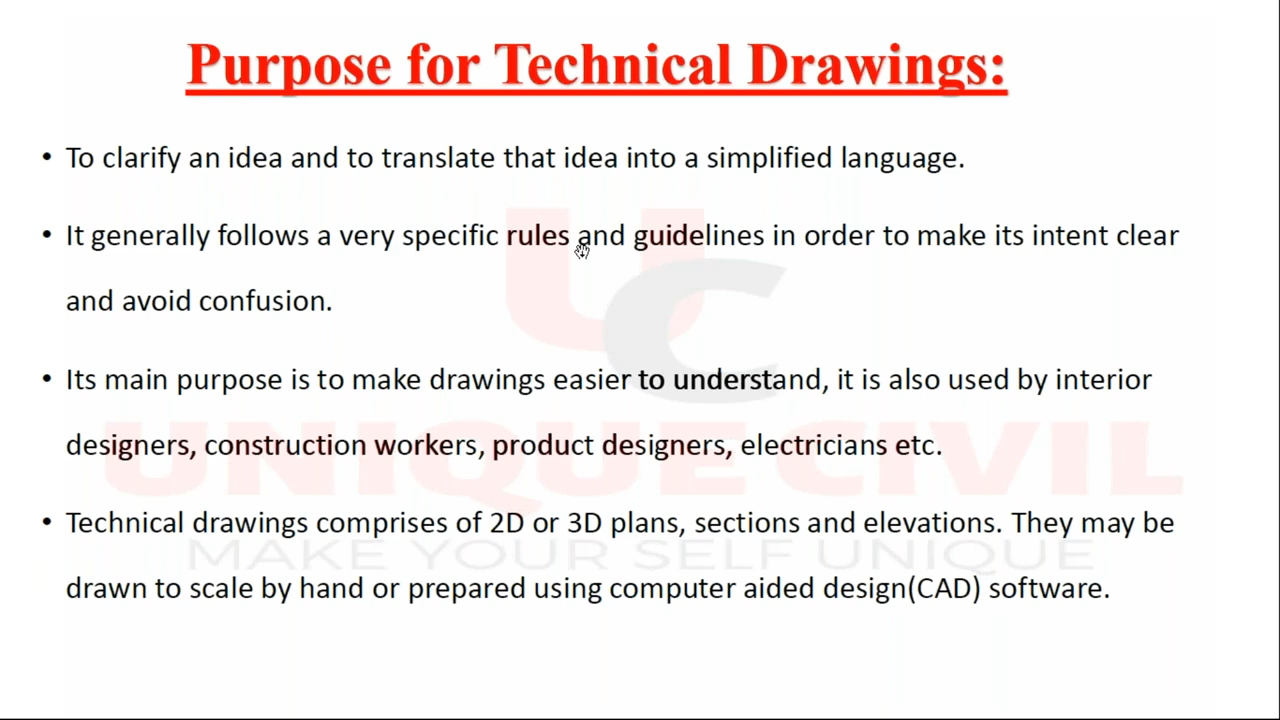 Purpose for Technical Drawings:
• To clarify an idea and to translate that idea into a simplified language.
• It generally follows a very specific rules and guidelines in order to make its intent clear
and avoid confusion.
• Its main purpose is to make drawings easier to understand, it is also used by interior
designers, construction workers, product designers, electricians etc.
• Technical drawings comprises of 2D or 3D plans, sections and elevations. They may be
drawn to scale by hand or prepared using computer aided design(CAD) software.
UC
UNIQUE CIVIL
MAKE YOUR SELF UNIQUE